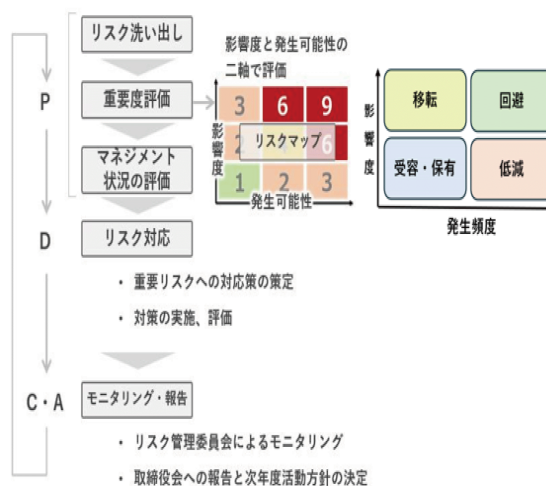 リスク洗い出し
影響度と発生可能性の
二軸で評価
P
重要度評価
3 6 9
影響度
2 6
リスクマップ
1 2 3
発生可能性
マネジメント
状況の評価
影響度
移転
回避
受容・保有
低減
発生頻度
D
リスク対応
・ 重要リスクへの対応策の策定
・ 対策の実施、評価
C・A
モニタリング・報告
・ リスク管理委員会によるモニタリング
・ 取締役会への報告と次年度活動方針の決定